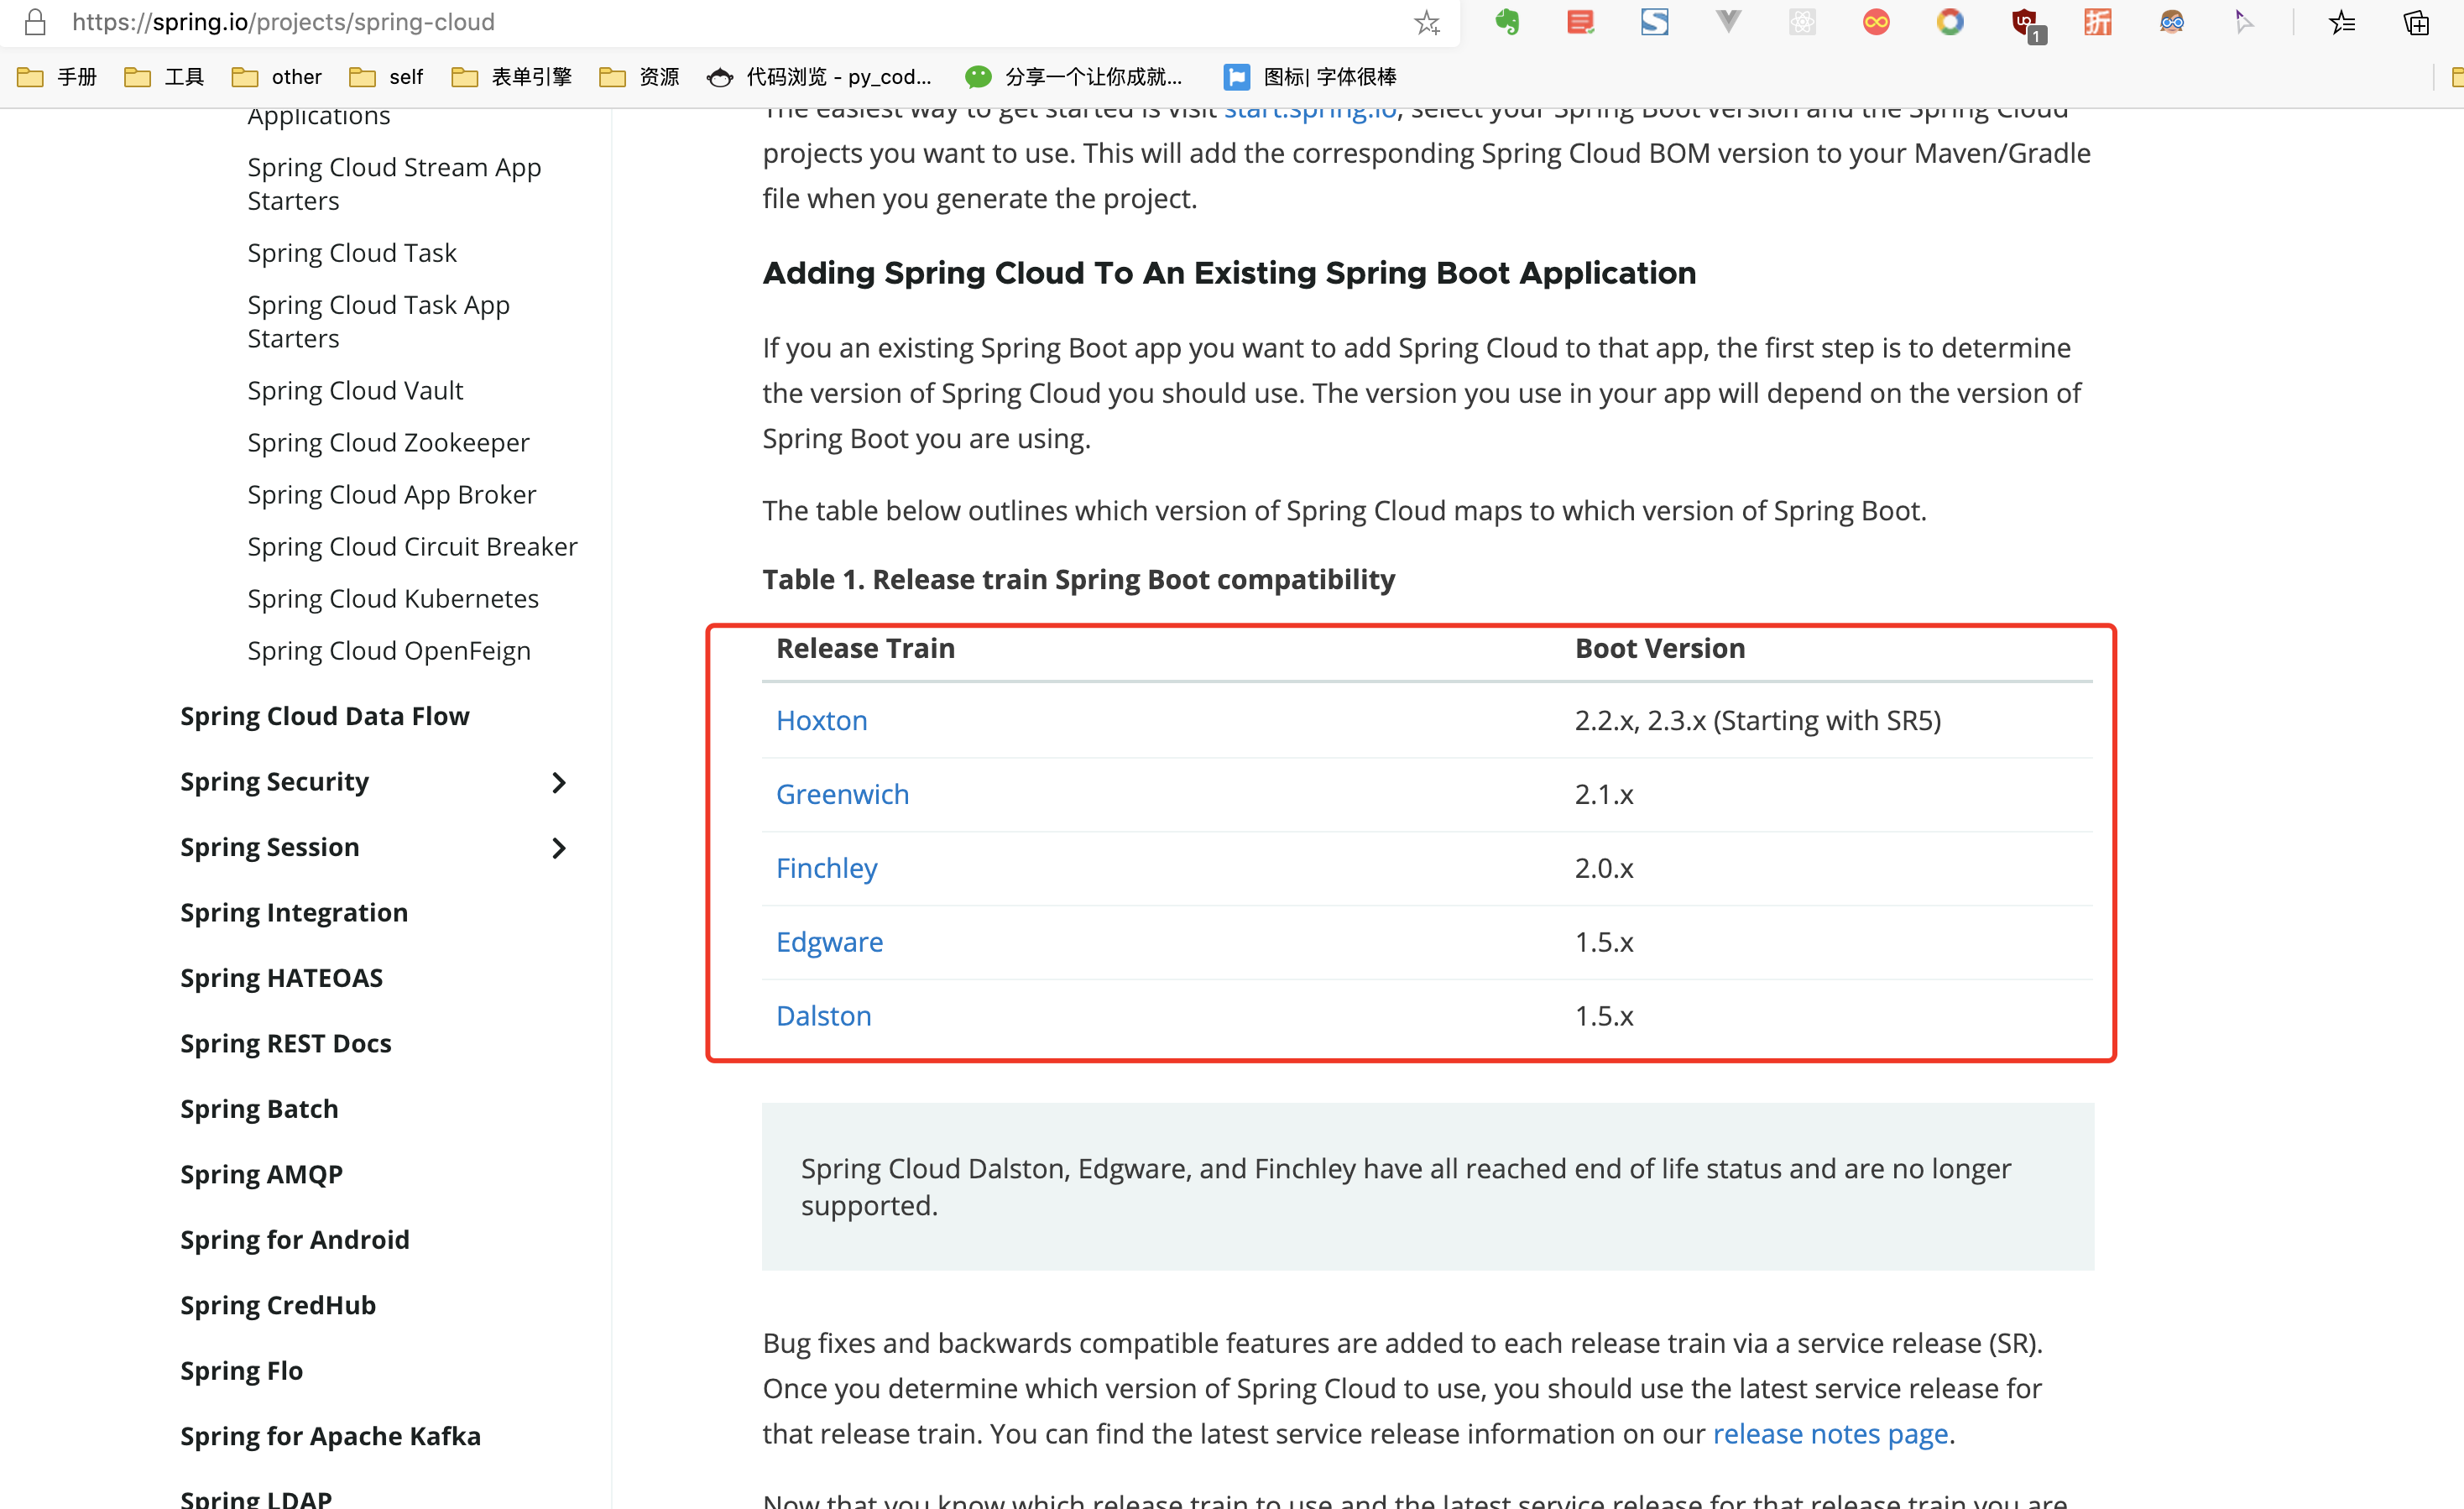 https://spring.io/projects/spring-cloud
1
折
手册
工具
other
self
表单引擎
资源
代码浏览 - py_cod...
分享一个让你成就...
图标| 字体很棒
Applications
Spring Cloud Stream App
Starters
Spring Cloud Task
Spring Cloud Task App
Starters
Spring Cloud Vault
Spring Cloud Zookeeper
Spring Cloud App Broker
Spring Cloud Circuit Breaker
Spring Cloud Kubernetes
Spring Cloud OpenFeign
Spring Cloud Data Flow
Spring Security
Spring Session
Spring Integration
Spring HATEOAS
Spring REST Docs
Spring Batch
Spring AMQP
Spring for Android
Spring CredHub
Spring Flo
Spring for Apache Kafka
Spring LDAP
The easiest way to get started is visit start.spring.io, select your Spring Boot version and the Spring Cloud
projects you want to use. This will add the corresponding Spring Cloud BOM version to your Maven/Gradle
file when you generate the project.
Adding Spring Cloud To An Existing Spring Boot Application
If you an existing Spring Boot app you want to add Spring Cloud to that app, the first step is to determine
the version of Spring Cloud you should use. The version you use in your app will depend on the version of
Spring Boot you are using.
The table below outlines which version of Spring Cloud maps to which version of Spring Boot.
Table 1. Release train Spring Boot compatibility
Release Train Boot Version
Hoxton 2.2.x, 2.3.x (Starting with SR5)
Greenwich 2.1.x
Finchley 2.0.x
Edgware 1.5.x
Dalston 1.5.x
Spring Cloud Dalston, Edgware, and Finchley have all reached end of life status and are no longer
supported.
Bug fixes and backwards compatible features are added to each release train via a service release (SR).
Once you determine which version of Spring Cloud to use, you should use the latest service release for
that release train. You can find the latest service release information on our release notes page.
Now that you know which release train to use and the latest service release for that release train you are